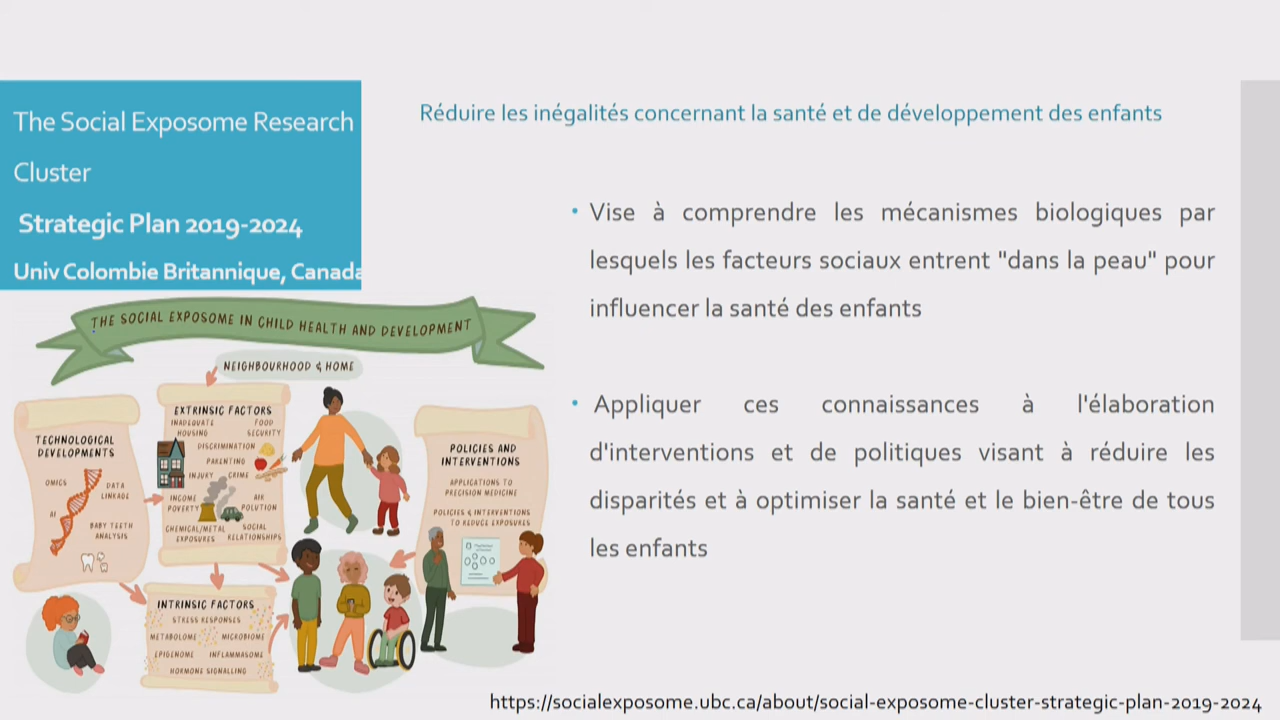 The Social Exposome Research
Cluster
Strategic Plan 2019-2024
Univ Colombie Britannique, Canada
Réduire les inégalités concernant la santé et de développement des enfants
• Vise à comprendre les mécanismes biologiques par
lesquels les facteurs sociaux entrent "dans la peau" pour
influencer la santé des enfants
• Appliquer ces connaissances à l'élaboration
d'interventions et de politiques visant à réduire les
disparités et à optimiser la santé et le bien-être de tous
les enfants
THE SOCIAL EXPOSOME IN CHILD HEALTH AND DEVELOPMENT
NEIGHBOURHOOD & HOME
TECHNOLOGICAL
DEVELOPMENTS
OMICS
DATA
LINKAGE
AI
BABY TEETH
ANALYSIS
EXTRINSIC FACTORS
INADEQUATE
HOUSING
FOOD
SECURITY
DISCRIMINATION
PARENTING
INJURY
CRIME
INCOME
POVERTY
AIR
POLUTION
CHEMICAL/METAL
EXPOSURES
SOCIAL
RELATIONSHIPS
INTRINSIC FACTORS
STRESS RESPONSES
METABOLOME
MICROBIOME
EPIGENOME
INFLAMMASOME
HORMONE SIGNALLING
POLICIES AND
INTERVENTIONS
APPLICATIONS TO
PRECISION MEDICINE
POLICIES & INTERVENTIONS
TO REDUCE EXPOSURES
https://socialexposome.ubc.ca/about/social-exposome-cluster-strategic-plan-2019-2024